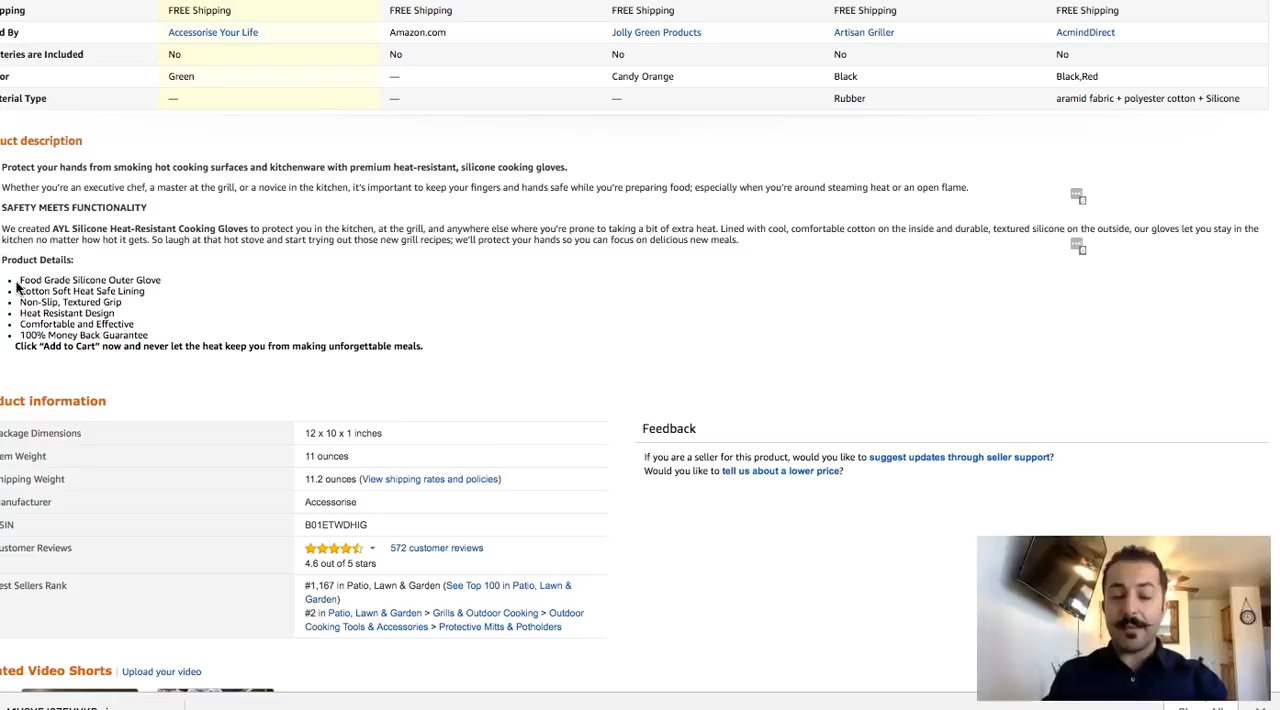 pping FREE Shipping FREE Shipping FREE Shipping FREE Shipping FREE Shipping
d By Accessorise Your Life Amazon.com Jolly Green Products Artisan Griller AcmindDirect
teries are Included No No No No No
or Green — Candy Orange Black Black,Red
terial Type — — — Rubber aramid fabric + polyester cotton + Silicone
uct description
Protect your hands from smoking hot cooking surfaces and kitchenware with premium heat-resistant, silicone cooking gloves.
Whether you're an executive chef, a master at the grill, or a novice in the kitchen, it's important to keep your fingers and hands safe while you're preparing food; especially when you're around steaming heat or an open flame.
SAFETY MEETS FUNCTIONALITY
We created AYL Silicone Heat-Resistant Cooking Gloves to protect you in the kitchen, at the grill, and anywhere else where you're prone to taking a bit of extra heat. Lined with cool, comfortable cotton on the inside and durable, textured silicone on the outside, our gloves let you stay in the
kitchen no matter how hot it gets. So laugh at that hot stove and start trying out those new grill recipes; we'll protect your hands so you can focus on delicious new meals.
Product Details:
• Food Grade Silicone Outer Glove
• Cotton Soft Heat Safe Lining
• Non-Slip, Textured Grip
• Heat Resistant Design
• Comfortable and Effective
• 100% Money Back Guarantee
Click "Add to Cart" now and never let the heat keep you from making unforgettable meals.
duct information
ackage Dimensions 12 x 10 x 1 inches
em Weight 11 ounces
hipping Weight 11.2 ounces (View shipping rates and policies)
anufacturer Accessorise
SIN B01ETWDHIG
ustomer Reviews 572 customer reviews
4.6 out of 5 stars
est Sellers Rank #1,167 in Patio, Lawn & Garden (See Top 100 in Patio, Lawn &
Garden)
#2 in Patio, Lawn & Garden > Grills & Outdoor Cooking > Outdoor
Cooking Tools & Accessories > Protective Mitts & Potholders
Feedback
If you are a seller for this product, would you like to suggest updates through seller support?
Would you like to tell us about a lower price?
ted Video Shorts | Upload your video